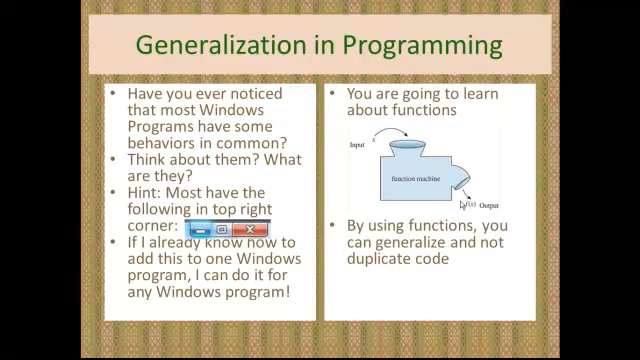 Generalization in Programming
• Have you ever noticed
that most Windows
Programs have some
behaviors in common?
• Think about them? What
are they?
• Hint: Most have the
following in top right
corner:
• If I already know how to
add this to one Windows
program, I can do it for
any Windows program!
• You are going to learn
about functions
x
Input
function machine
f(x) Output
• By using functions, you
can generalize and not
duplicate code